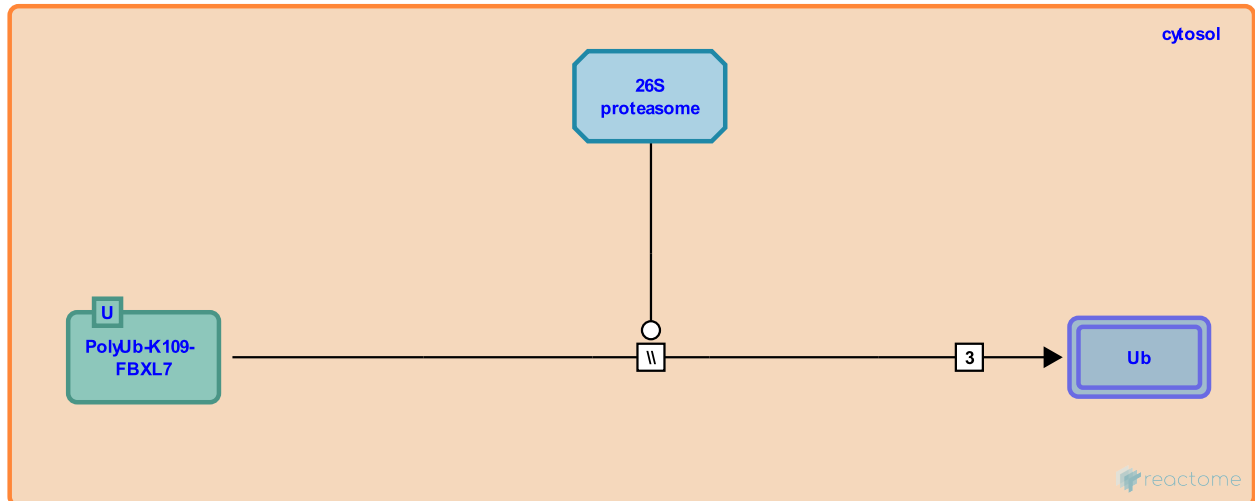 cytosol
26S
proteasome
U
PolyUb-K109-
FBXL7
\\
3
Ub
reactome